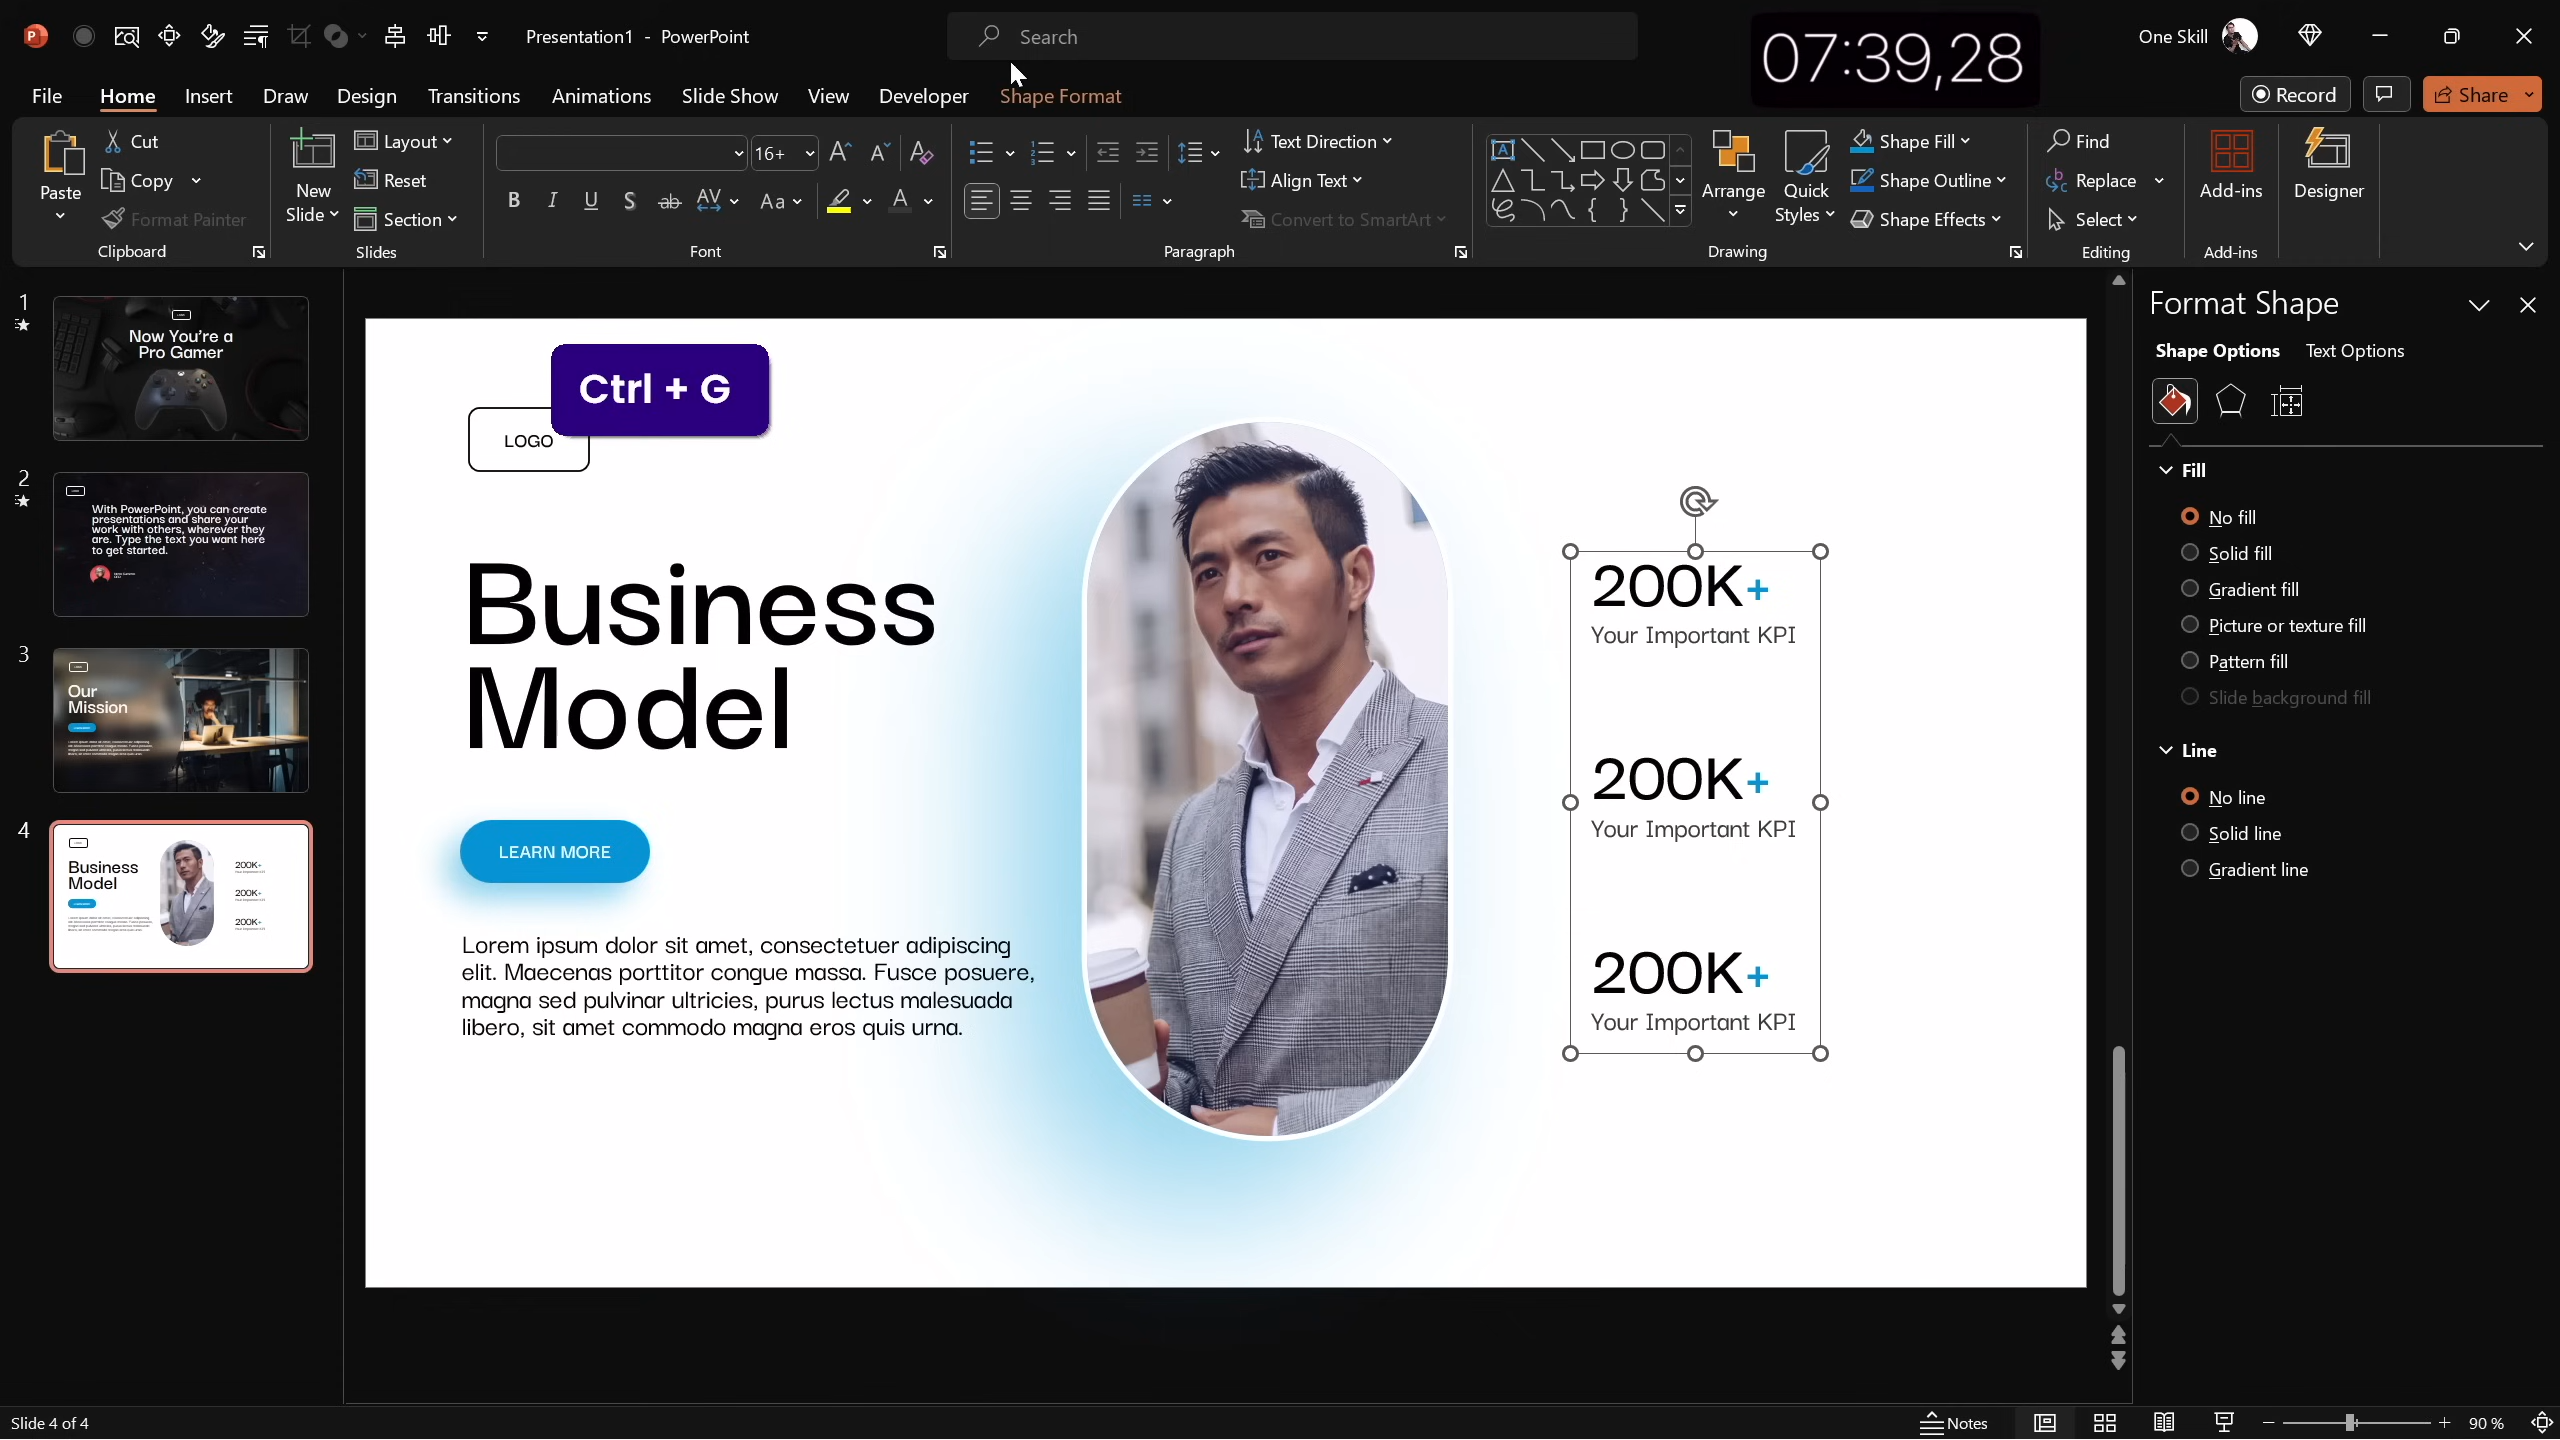 Presentation1 - PowerPoint
Search
07:39,28
One Skill
File Home Insert Draw Design Transitions Animations Slide Show View Developer Shape Format
Record
Share
Paste
Cut
Copy
Format Painter
Clipboard
New Slide
Layout
Reset
Section
Slides
16+
Font
Text Direction
Align Text
Convert to SmartArt
Paragraph
Arrange
Quick Styles
Shape Fill
Shape Outline
Shape Effects
Drawing
Find
Replace
Select
Editing
Add-ins
Add-ins
Designer
1
Now You're a
Pro Gamer
2
With PowerPoint, you can create
presentations and share your
work with others, wherever they
are. Type the text you want here
to get started.
3
Our
Mission
4
Business
Model
200K+
200K+
200K+
Ctrl + G
LOGO
Business
Model
LEARN MORE
Lorem ipsum dolor sit amet, consectetuer adipiscing
elit. Maecenas porttitor congue massa. Fusce posuere,
magna sed pulvinar ultricies, purus lectus malesuada
libero, sit amet commodo magna eros quis urna.
200K+
Your Important KPI
200K+
Your Important KPI
200K+
Your Important KPI
Format Shape
Shape Options Text Options
Fill
No fill
Solid fill
Gradient fill
Picture or texture fill
Pattern fill
Slide background fill
Line
No line
Solid line
Gradient line
Slide 4 of 4
Notes
90 %